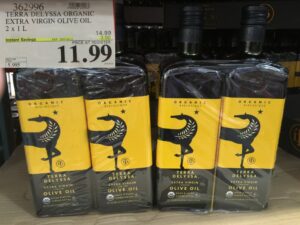 362996
TERRA DELYSSA ORGANIC
EXTRA VIRGIN OLIVE OIL
2 x 1 L
14.99
Instant Savings
11.99
ORGANIC
TERRA
DELYSSA
EXTRA VIRGIN
OLIVE OIL
ORGANIC
TERRA
DELYSSA
EXTRA VIRGIN
OLIVE OIL
ORGANIC
TERRA
DELYSSA
EXTRA VIRGIN
OLIVE OIL
ORGANIC
TERRA
DELYSSA
EXTRA VIRGIN
OLIVE OIL